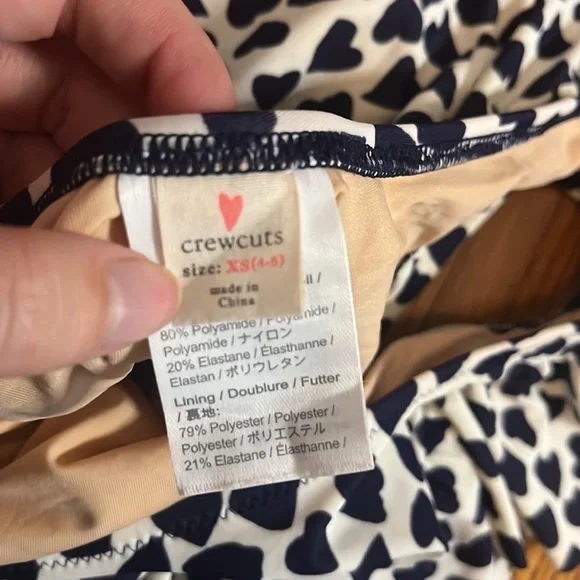 crewcuts
size: XS(4-5)
made in
China
80% Polyamide / Polyamide /
Polyamide / ナイロン
20% Elastane / Élasthanne /
Elastan / ポリウレタン
Lining / Doublure / Futter
/ 裏地:
79% Polyester / Polyester /
Polyester / ポリエステル
21% Elastane / Élasthanne /